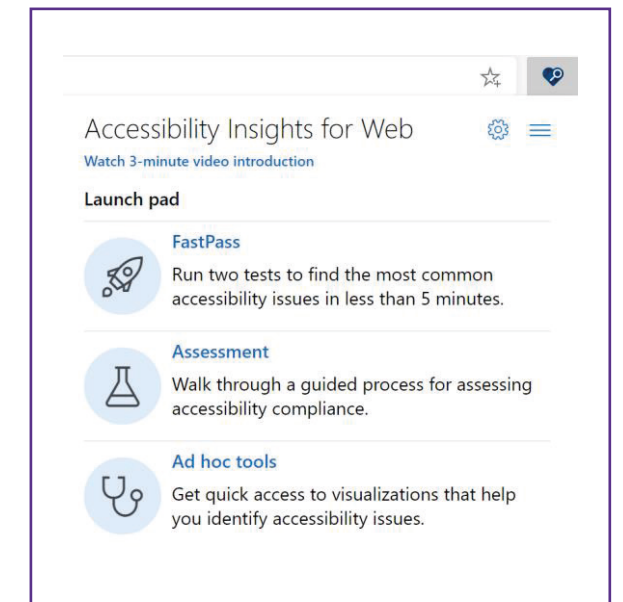 Accessibility Insights for Web
Watch 3-minute video introduction
Launch pad
FastPass
Run two tests to find the most common
accessibility issues in less than 5 minutes.
Assessment
Walk through a guided process for assessing
accessibility compliance.
Ad hoc tools
Get quick access to visualizations that help
you identify accessibility issues.